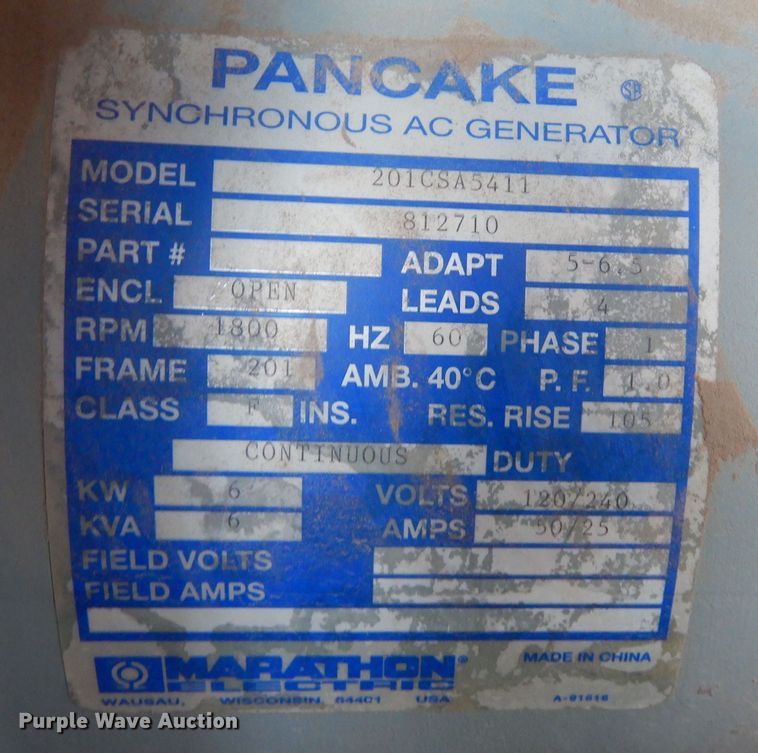 PANCAKE SA
SYNCHRONOUS AC GENERATOR
MODEL 201CSA5411
SERIAL 812710
PART # ADAPT 5-6.5
ENCL OPEN LEADS 4
RPM 1800 HZ 60 PHASE 1
FRAME 201 AMB. 40°C P. F. 1.0
CLASS F INS. RES. RISE 105
CONTINUOUS DUTY
KW 6 VOLTS 120/240
KVA 6 AMPS 50/25
FIELD VOLTS
FIELD AMPS
MARATHON® MADE IN CHINA
ELECTRIC
WAUSAU, WISCONSIN, 54401 USA A-91616
Purple Wave Auction